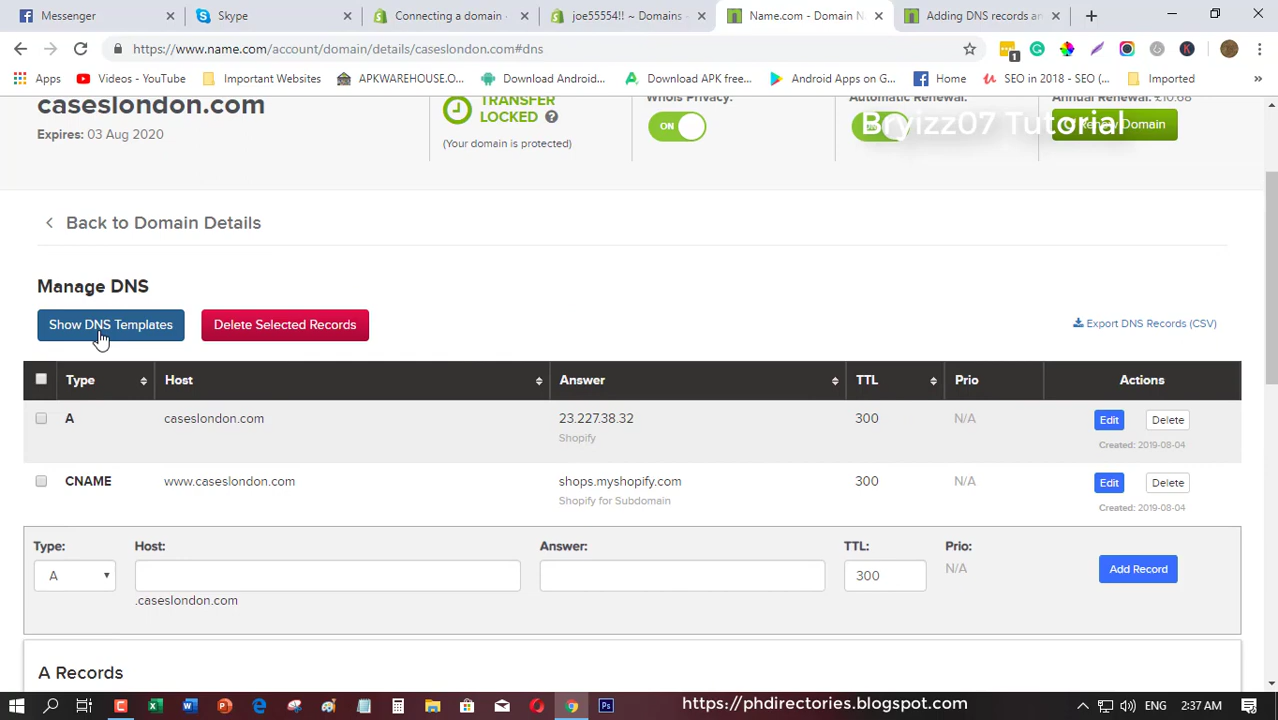 Messenger
Skype
Connecting a domain
joe55554!! ~ Domains
Name.com - Domain N
Adding DNS records a
https://www.name.com/account/domain/details/caseslondon.com#dns
1
K
Apps
Videos - YouTube
Important Websites
APKWAREHOUSE.C...
Download Android...
Download APK free...
Android Apps on G...
Home
SEO in 2018 - SEO (...
Imported
caseslondon.com
Expires: 03 Aug 2020
TRANSFER
LOCKED
(Your domain is protected)
Whois Privacy:
ON
Automatic Renewal:
Annual Renewal: £10.68
Renew Domain
Bryizz07 Tutorial
Back to Domain Details
Manage DNS
Show DNS Templates
Delete Selected Records
Export DNS Records (CSV)
Type Host Answer TTL Prio Actions
A caseslondon.com 23.227.38.32 300 N/A Edit Delete
Shopify Created: 2019-08-04
CNAME www.caseslondon.com shops.myshopify.com 300 N/A Edit Delete
Shopify for Subdomain Created: 2019-08-04
Type: Host: Answer: TTL: Prio:
A 300 N/A Add Record
.caseslondon.com
A Records
https://phdirectories.blogspot.com
ENG 2:37 AM